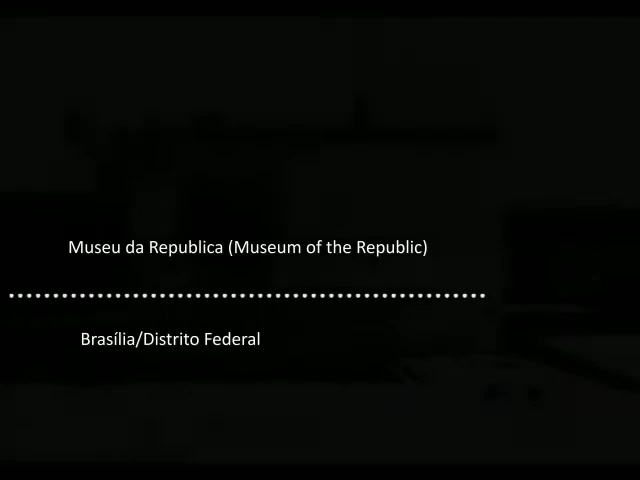 Museu da Republica (Museum of the Republic)
Brasília/Distrito Federal